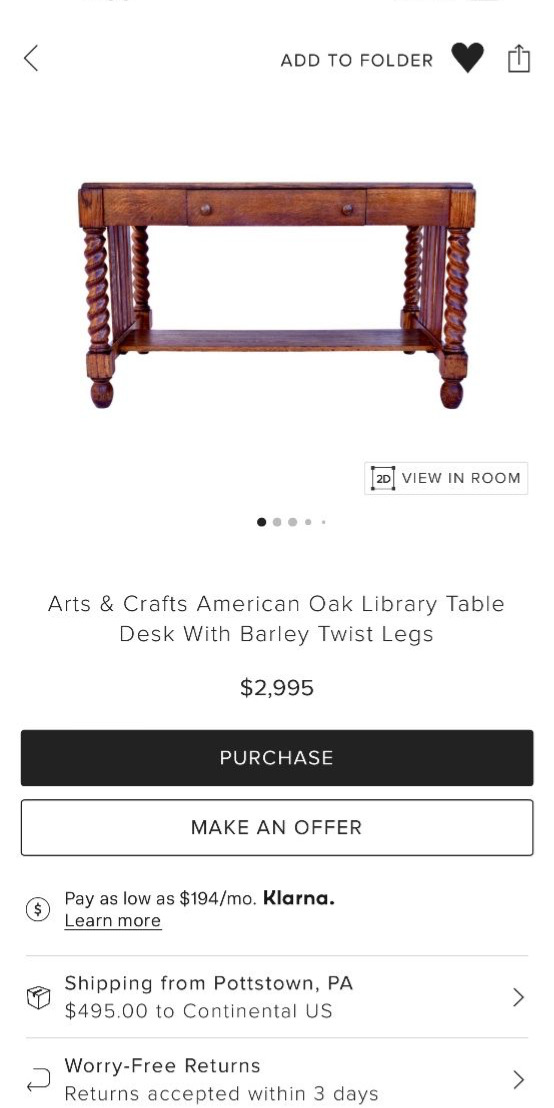 ADD TO FOLDER
2D VIEW IN ROOM
Arts & Crafts American Oak Library Table
Desk With Barley Twist Legs
$2,995
PURCHASE
MAKE AN OFFER
$ Pay as low as $194/mo. Klarna.
Learn more
Shipping from Pottstown, PA
$495.00 to Continental US
Worry-Free Returns
Returns accepted within 3 days